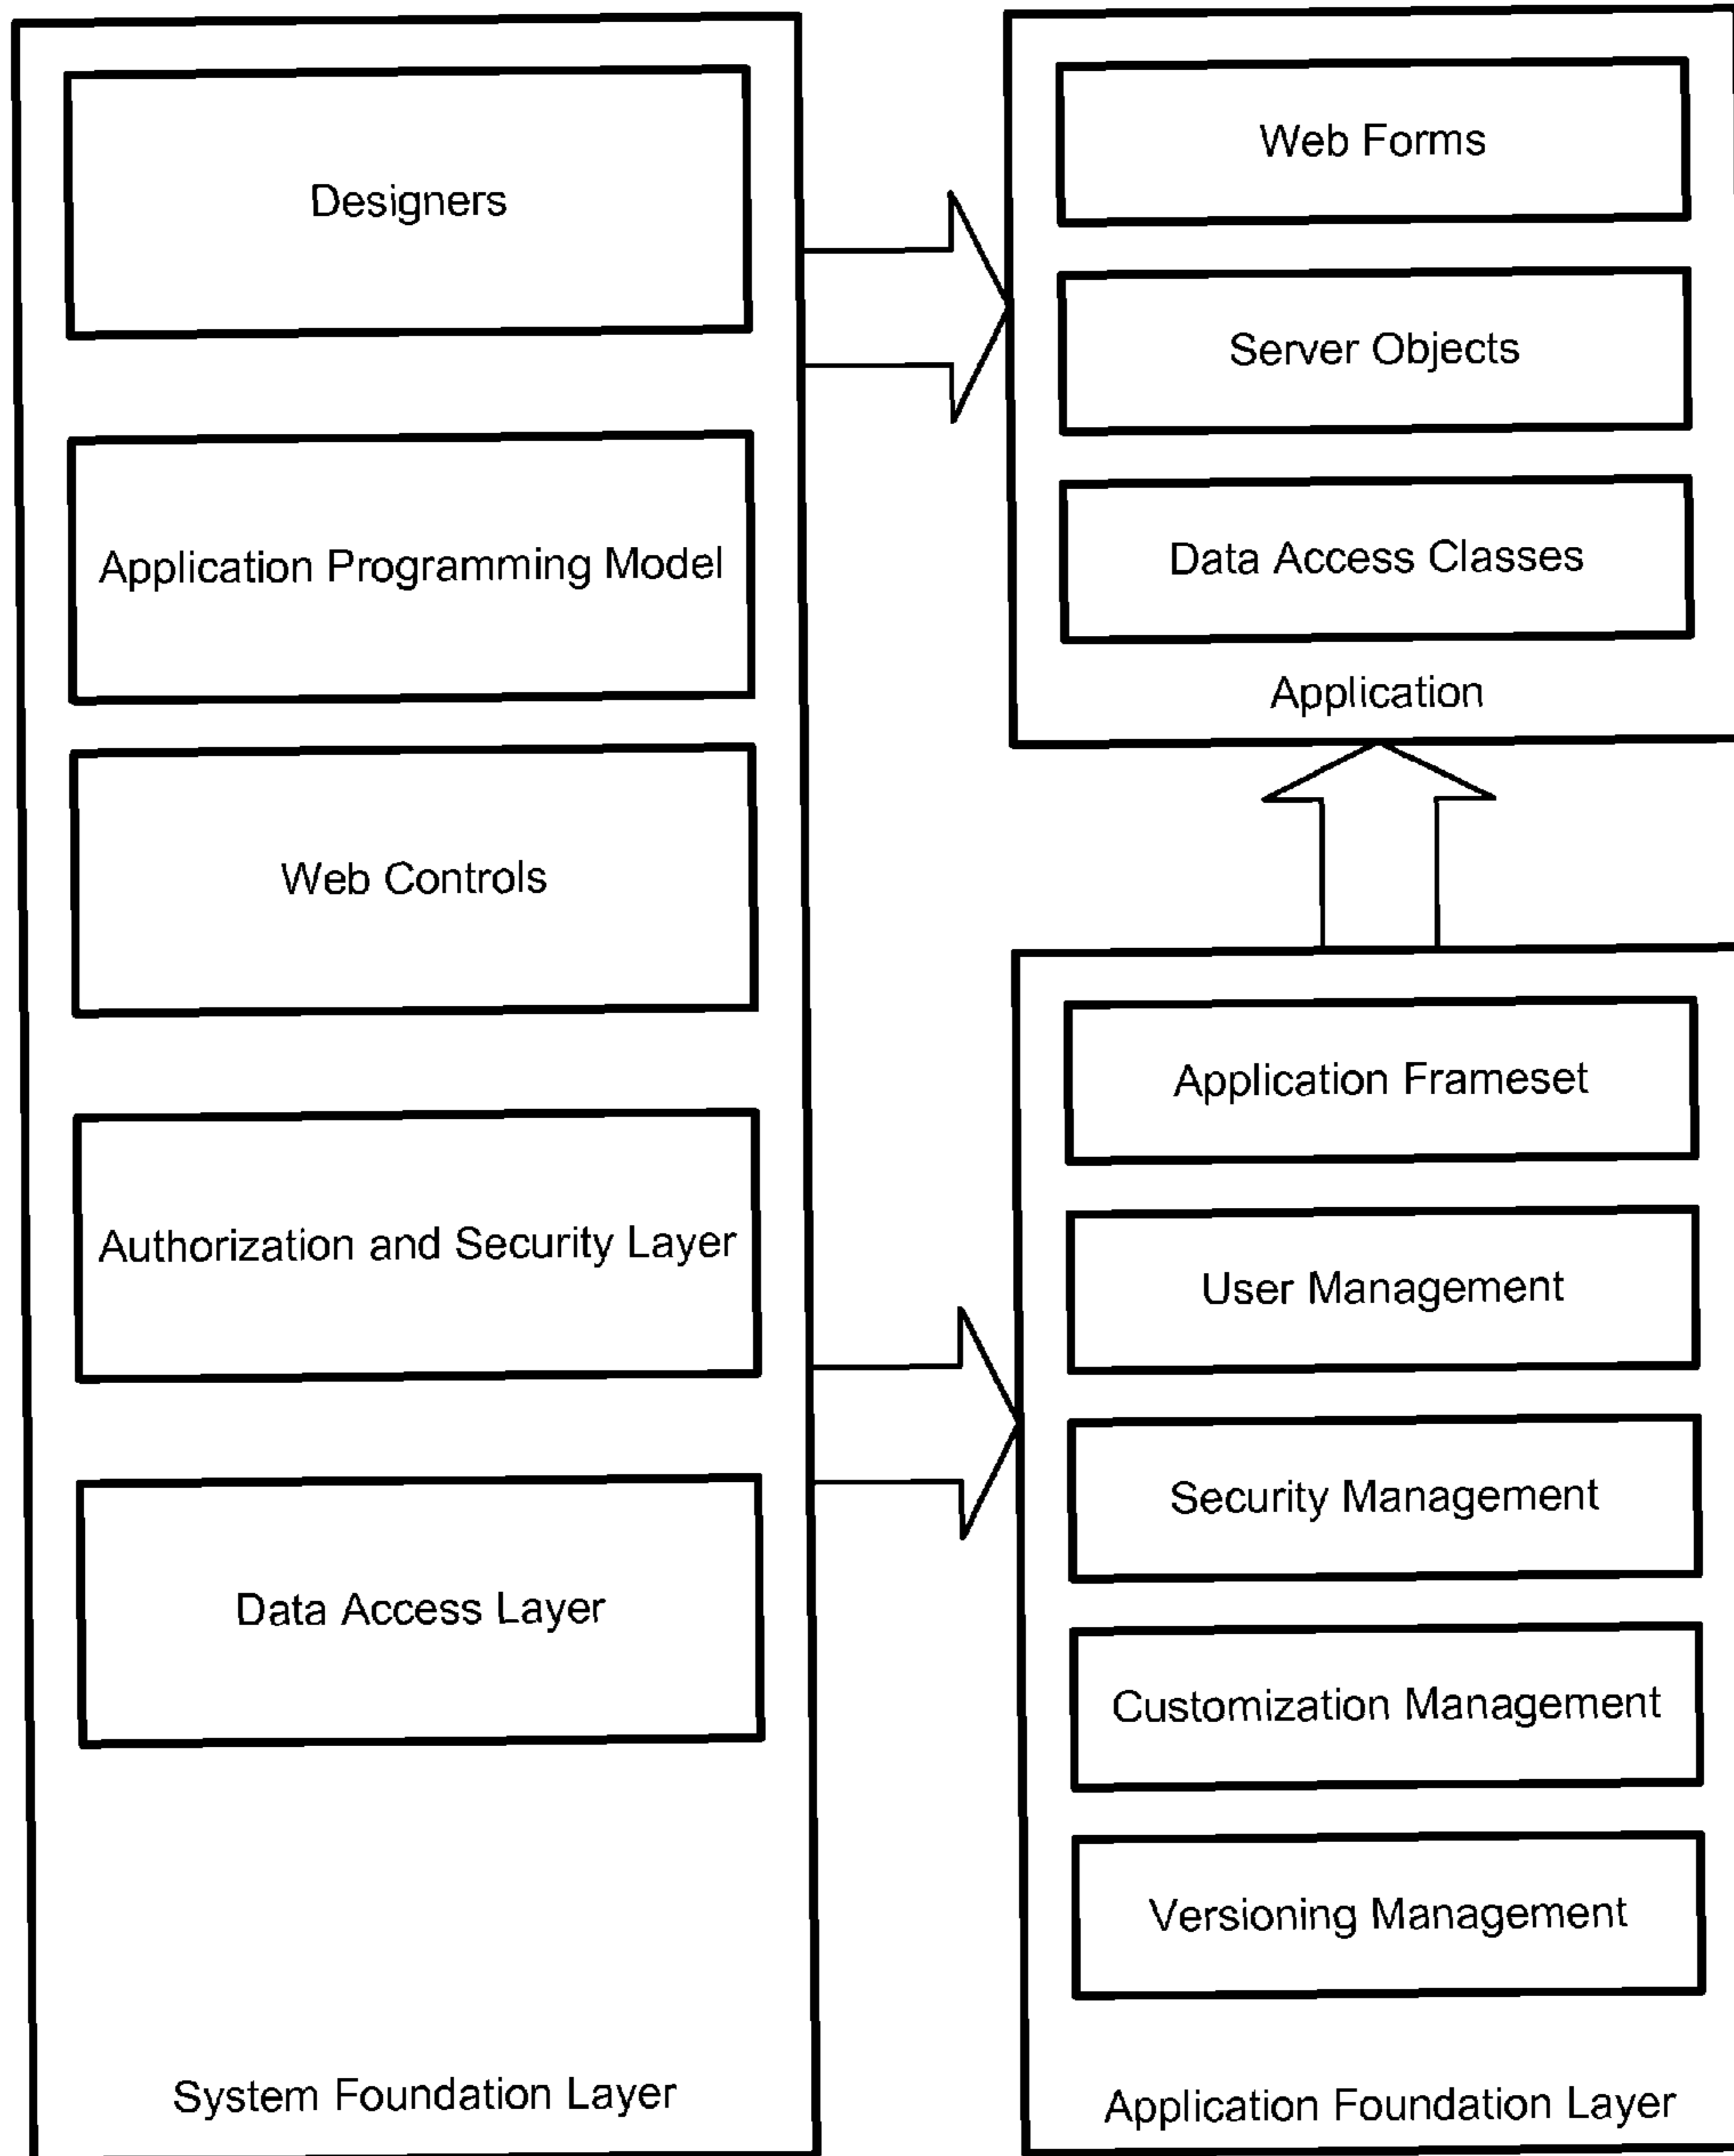 Designers
Application Programming Model
Web Controls
Authorization and Security Layer
Data Access Layer
System Foundation Layer
Web Forms
Server Objects
Data Access Classes
Application
Application Frameset
User Management
Security Management
Customization Management
Versioning Management
Application Foundation Layer